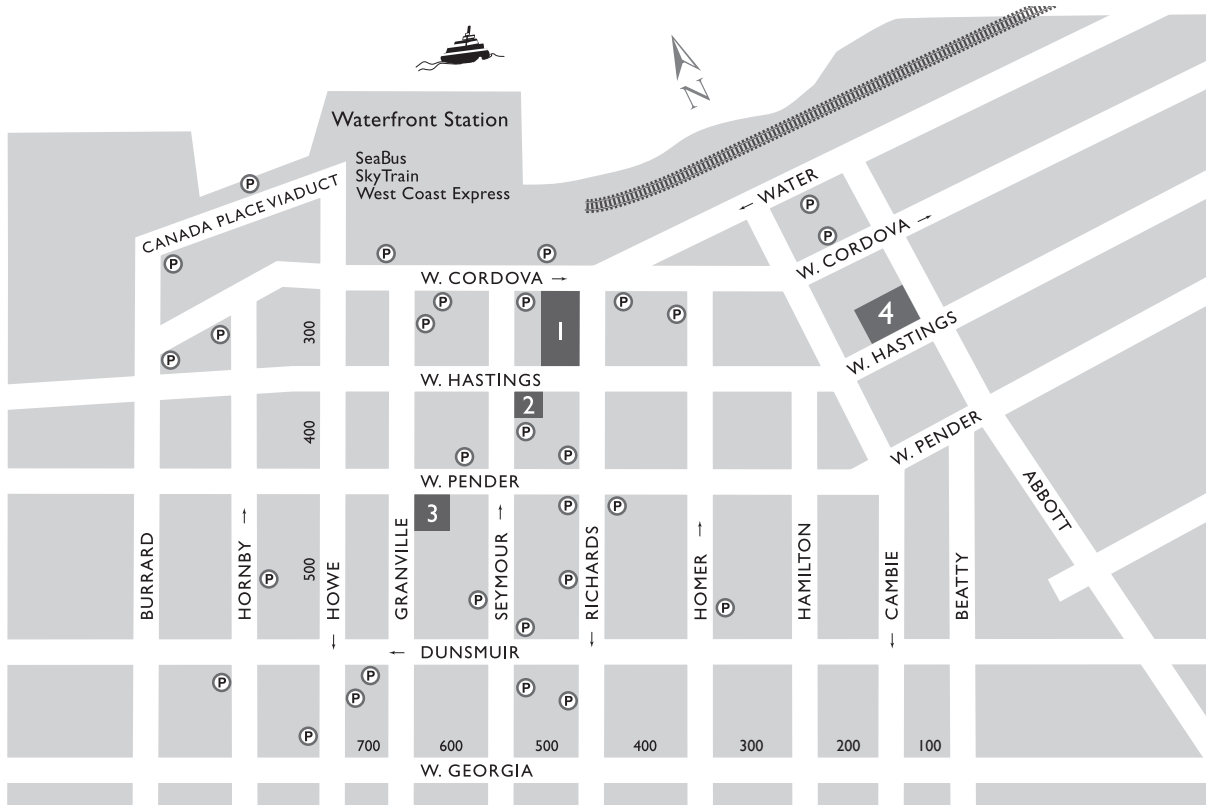 N
Waterfront Station
SeaBus
SkyTrain
West Coast Express
P
CANADA PLACE VIADUCT
← WATER
P
P
W. CORDOVA →
P
P
P
W. CORDOVA →
P
P
P
P
P
P
P
300
1
4
W. HASTINGS
P
W. HASTINGS
2
400
P
P
P
W. PENDER
W. PENDER
3
P
P
ABBOTT
BURRARD
HORNBY →
500
HOWE
←
GRANVILLE
SEYMOUR →
RICHARDS
←
HOMER →
HAMILTON
CAMBIE
←
BEATTY
P
P
P
P
P
← DUNSMUIR
P
P
P
P
P
P
700
600
500
400
300
200
100
W. GEORGIA